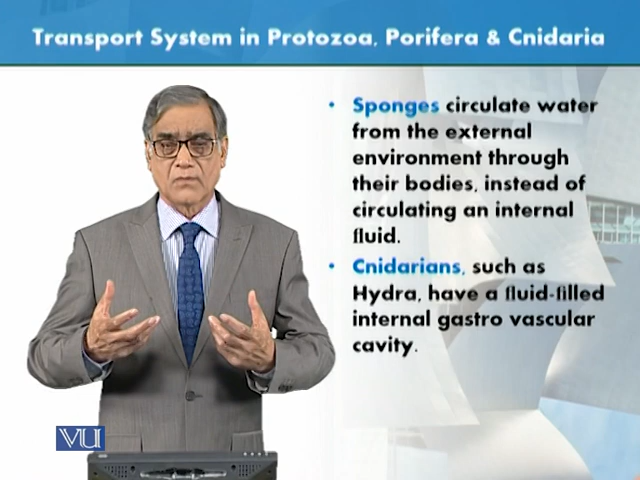 Transport System in Protozoa, Porifera & Cnidaria
• Sponges circulate water
from the external
environment through
their bodies, instead of
circulating an internal
fluid.
• Cnidarians, such as
Hydra, have a fluid-filled
internal gastro vascular
cavity.
VU